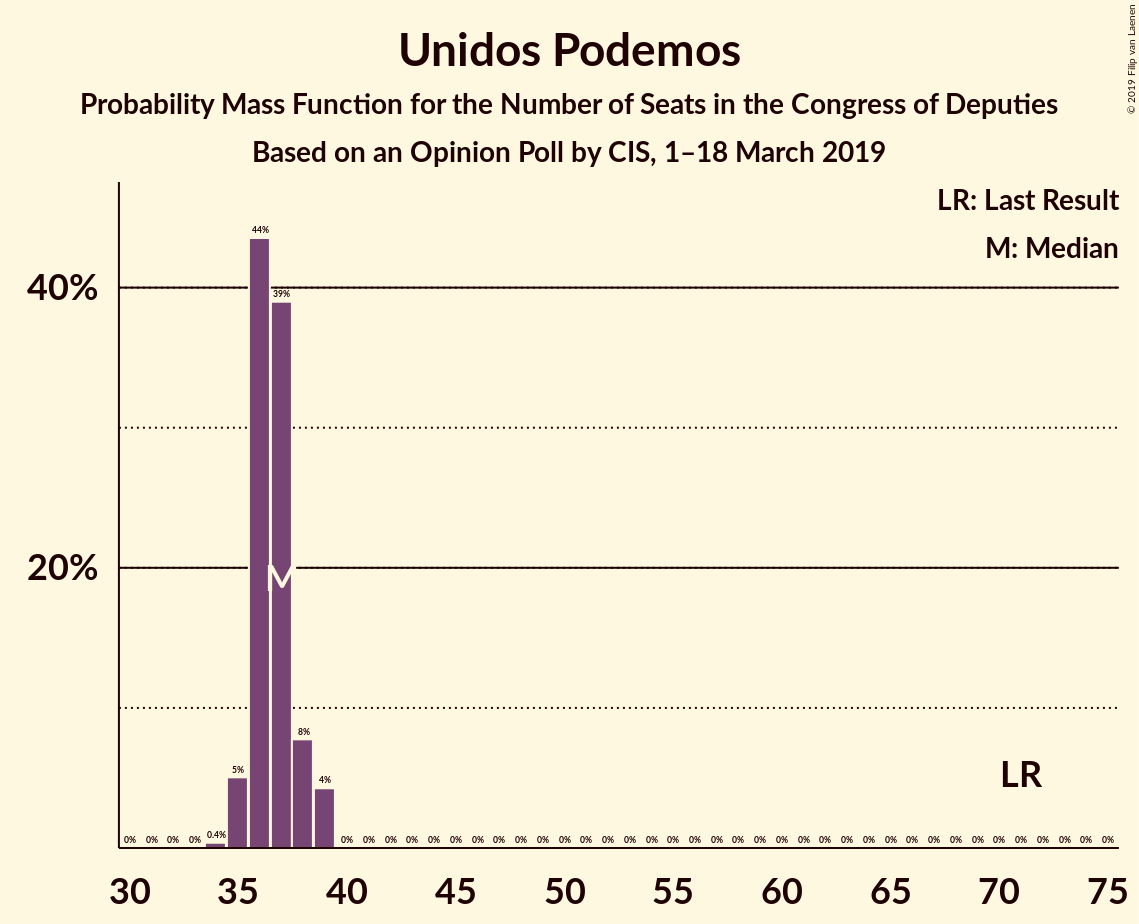 Unidos Podemos
Probability Mass Function for the Number of Seats in the Congress of Deputies
Based on an Opinion Poll by CIS, 1–18 March 2019
© 2019 Filip van Laenen
LR: Last Result
M: Median
44%
40%
39%
20%
M
8%
LR
5%
4%
0% 0% 0% 0% 0.4% 0% 0% 0% 0% 0% 0% 0% 0% 0% 0% 0% 0% 0% 0% 0% 0% 0% 0% 0% 0% 0% 0% 0% 0% 0% 0% 0% 0% 0% 0% 0% 0% 0% 0% 0% 0%
30 35 40 45 50 55 60 65 70 75